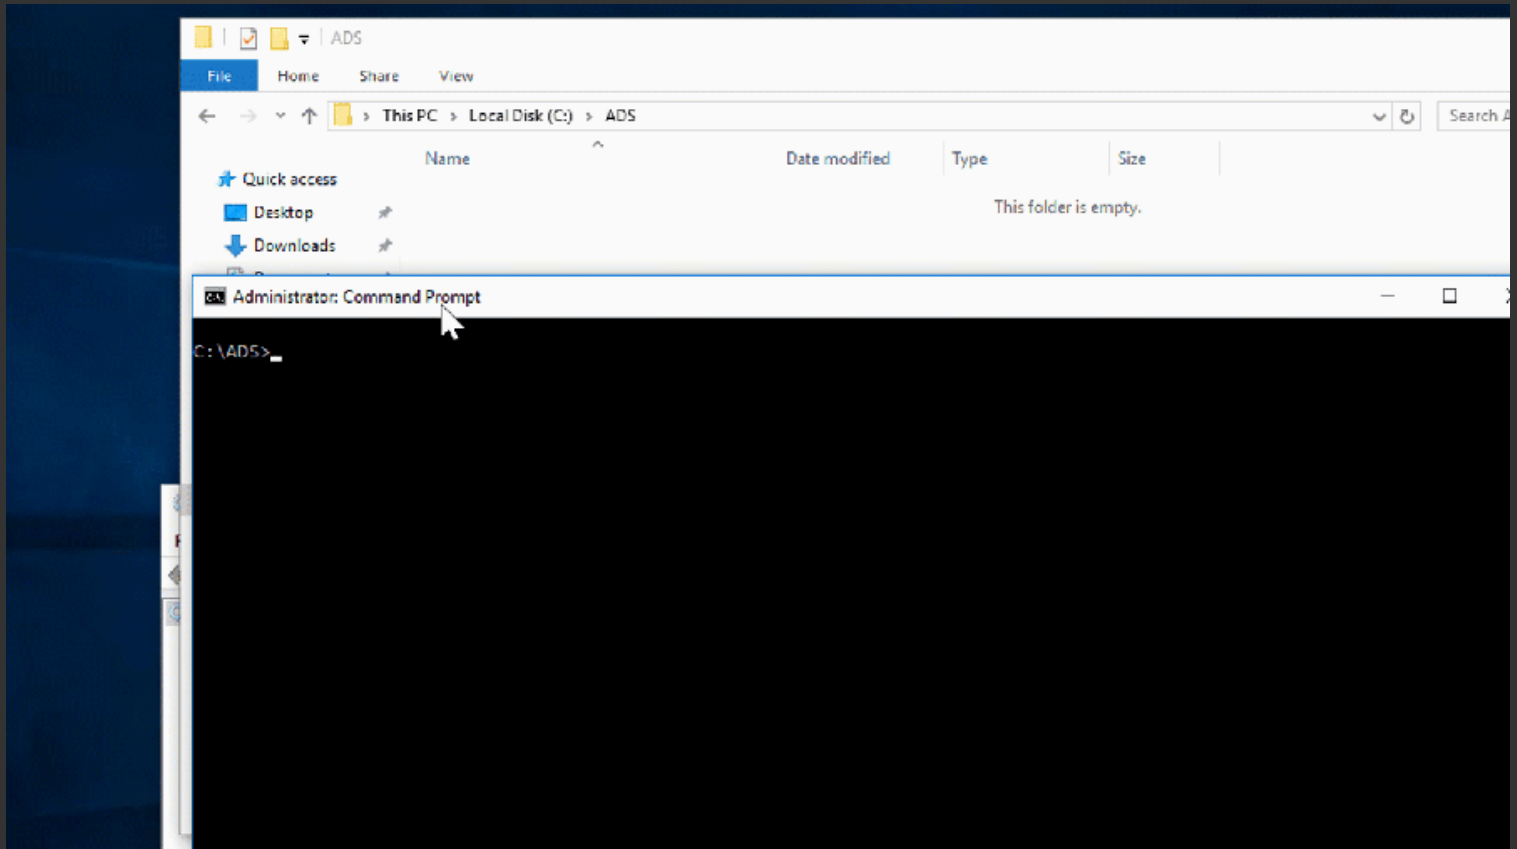 ADS
File Home Share View
This PC > Local Disk (C:) > ADS
Search
Name Date modified Type Size
Quick access
This folder is empty.
Desktop
Downloads
Administrator: Command Prompt
C:\ADS>